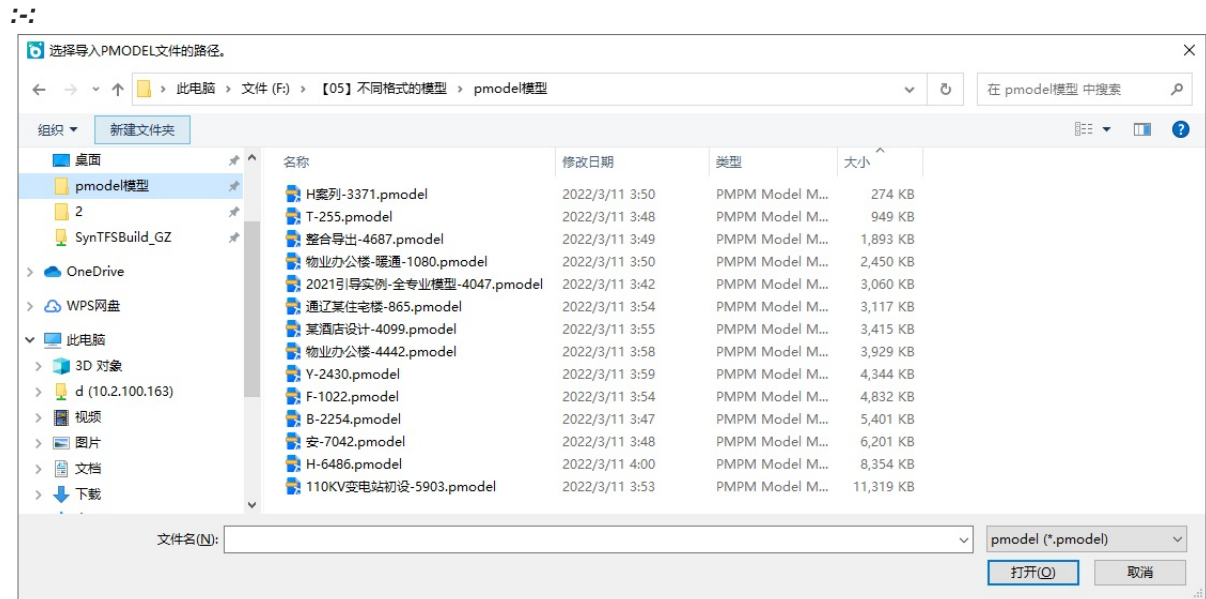 :-:
选择导入PMODEL文件的路径。
此电脑 › 文件 (F:) › 【05】不同格式的模型 › pmodel模型
在 pmodel模型 中搜索
组织 新建文件夹
桌面
pmodel模型
2
SynTFSBuild_GZ
OneDrive
WPS网盘
此电脑
3D 对象
d (10.2.100.163)
视频
图片
文档
下载
名称 修改日期 类型 大小
H案列-3371.pmodel 2022/3/11 3:50 PMPM Model M... 274 KB
T-255.pmodel 2022/3/11 3:48 PMPM Model M... 949 KB
整合导出-4687.pmodel 2022/3/11 3:49 PMPM Model M... 1,893 KB
物业办公楼-暖通-1080.pmodel 2022/3/11 3:50 PMPM Model M... 2,450 KB
2021引导实例-全专业模型-4047.pmodel 2022/3/11 3:42 PMPM Model M... 3,060 KB
通辽某住宅楼-865.pmodel 2022/3/11 3:54 PMPM Model M... 3,117 KB
某酒店设计-4099.pmodel 2022/3/11 3:55 PMPM Model M... 3,415 KB
物业办公楼-4442.pmodel 2022/3/11 3:58 PMPM Model M... 3,929 KB
Y-2430.pmodel 2022/3/11 3:59 PMPM Model M... 4,344 KB
F-1022.pmodel 2022/3/11 3:54 PMPM Model M... 4,832 KB
B-2254.pmodel 2022/3/11 3:47 PMPM Model M... 5,401 KB
安-7042.pmodel 2022/3/11 3:48 PMPM Model M... 6,201 KB
H-6486.pmodel 2022/3/11 4:00 PMPM Model M... 8,354 KB
110KV变电站初设-5903.pmodel 2022/3/11 3:53 PMPM Model M... 11,319 KB
文件名(N):
pmodel (*.pmodel)
打开(O) 取消